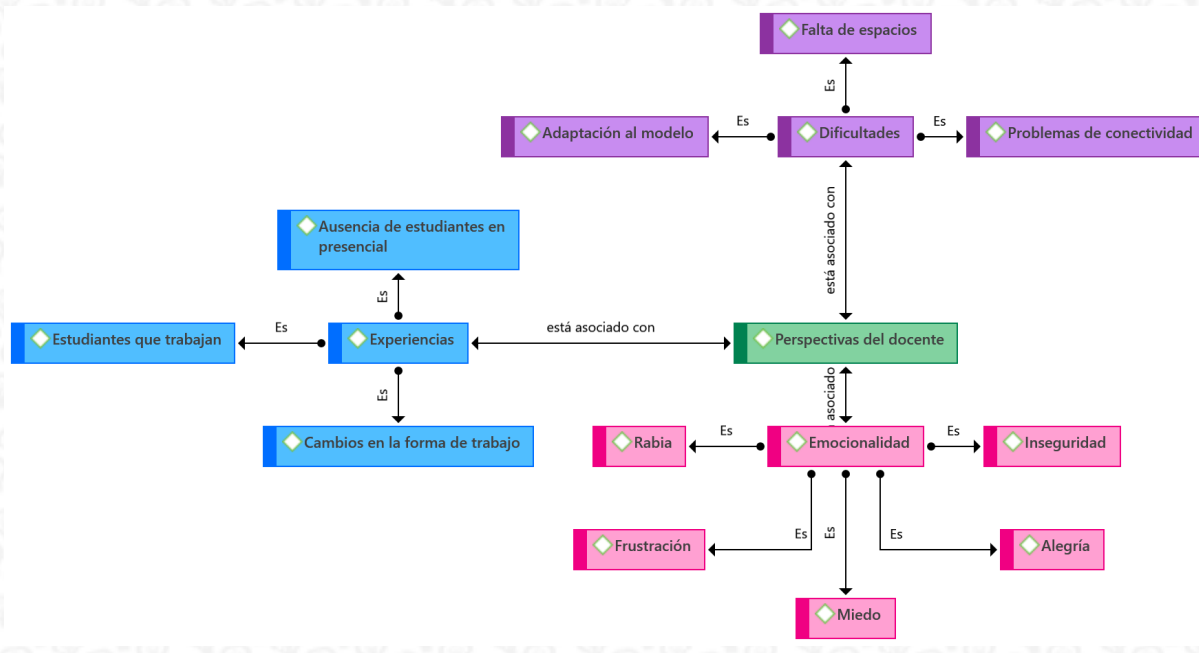 Falta de espacios
Es
Adaptación al modelo
Es
Dificultades
Es
Problemas de conectividad
está asociado con
Ausencia de estudiantes en
presencial
Es
Estudiantes que trabajan
Es
Experiencias
está asociado con
Perspectivas del docente
Es
asociado
Cambios en la forma de trabajo
Rabia
Es
Emocionalidad
Es
Inseguridad
Frustración
Es
Es
Es
Alegría
Miedo